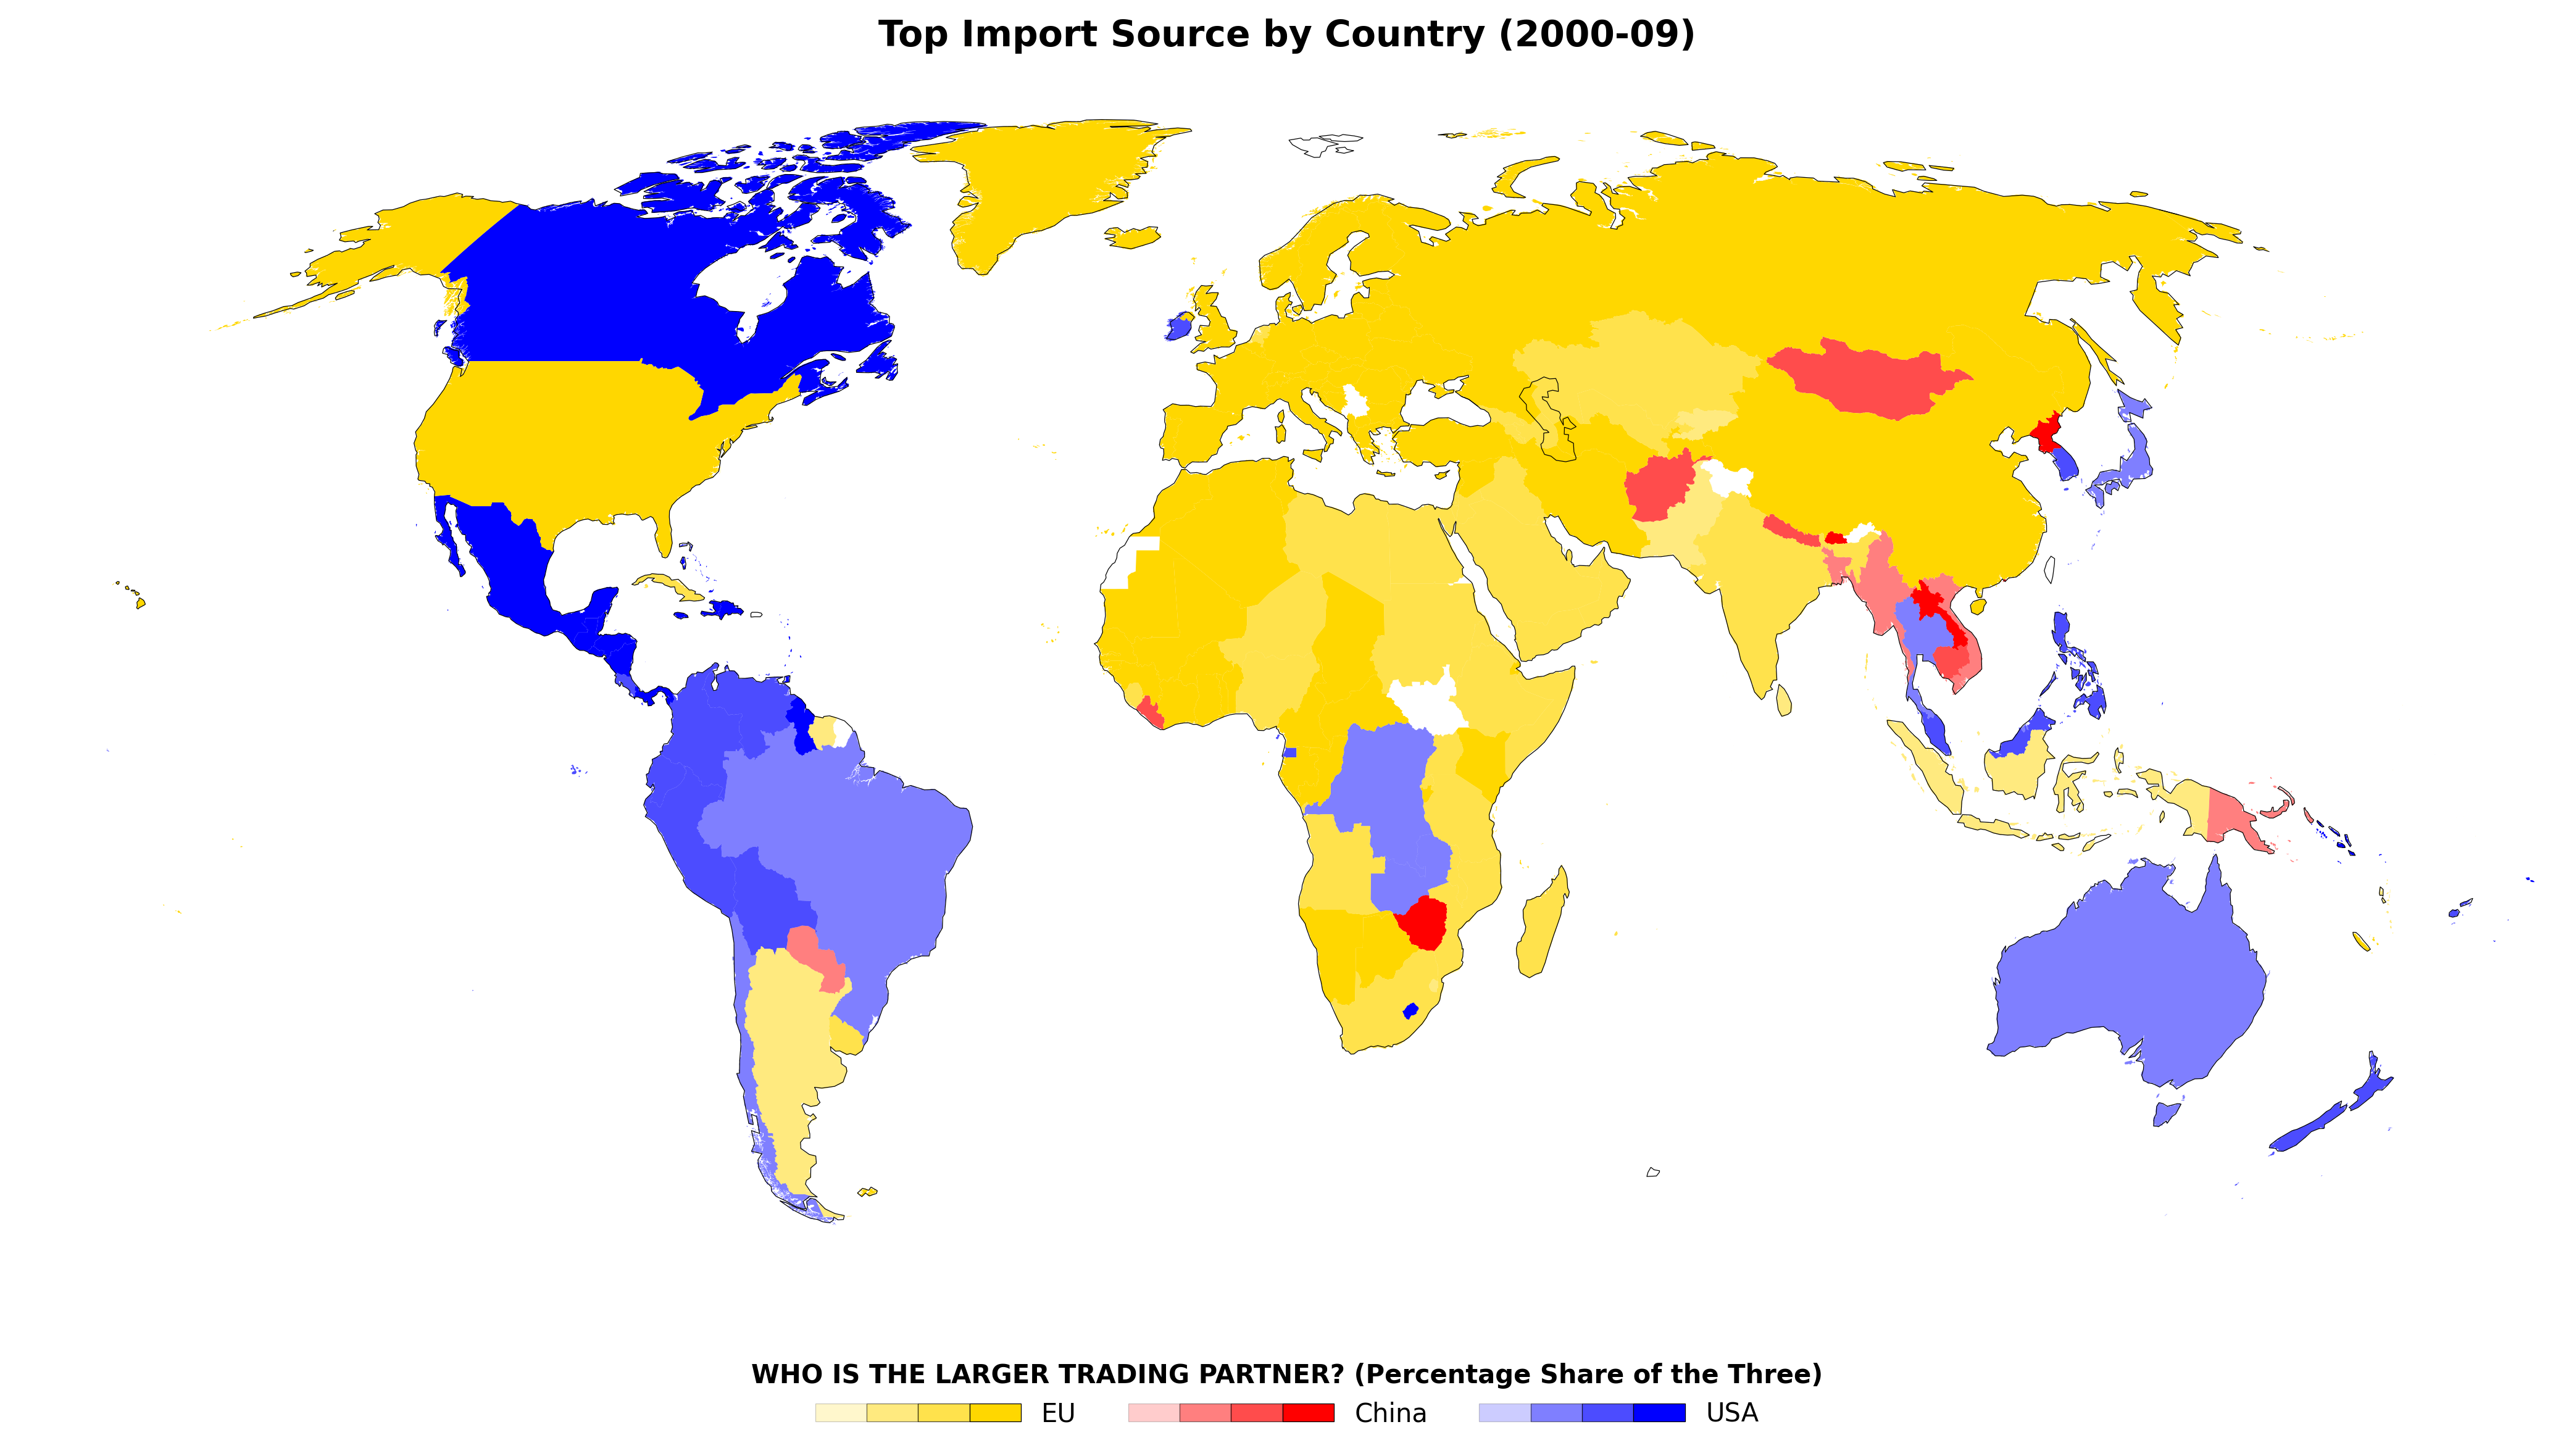 Top Import Source by Country (2000-09)
WHO IS THE LARGER TRADING PARTNER? (Percentage Share of the Three)
EU China USA